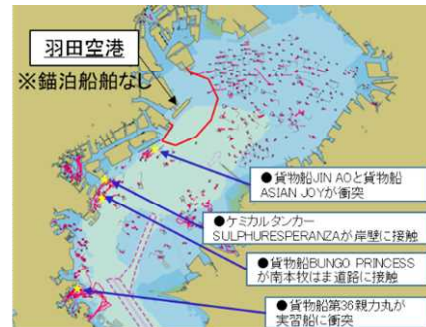 羽田空港
※錨泊船舶なし
●貨物船JIN AOと貨物船
ASIAN JOYが衝突
●ケミカルタンカー
SULPHURESPERANZAが岸壁に接触
●貨物船BUNGO PRINCESS
が南本牧はま道路に接触
●貨物船第36親力丸が
実習船に衝突